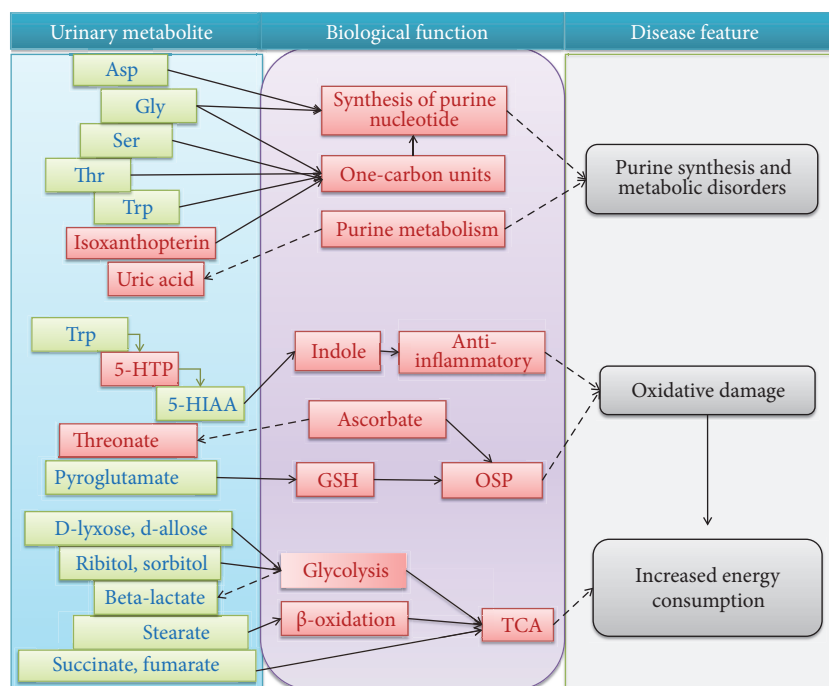 Urinary metabolite
Biological function
Disease feature
Asp
Gly
Ser
Thr
Trp
Isoxanthopterin
Uric acid
Synthesis of purine
nucleotide
One-carbon units
Purine metabolism
Purine synthesis and
metabolic disorders
Trp
5-HTP
5-HIAA
Threonate
Pyroglutamate
Indole
Anti-
inflammatory
Ascorbate
GSH
OSP
Oxidative damage
D-lyxose, d-allose
Ribitol, sorbitol
Beta-lactate
Stearate
Succinate, fumarate
Glycolysis
β-oxidation
TCA
Increased energy
consumption